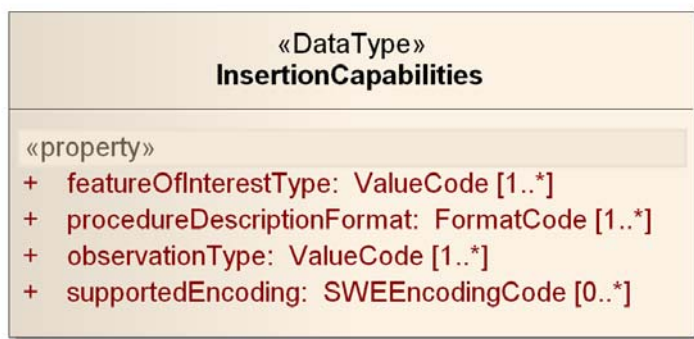 «DataType»
InsertionCapabilities
«property»
+ featureOfInterestType: ValueCode [1..*]
+ procedureDescriptionFormat: FormatCode [1..*]
+ observationType: ValueCode [1..*]
+ supportedEncoding: SWEEncodingCode [0..*]